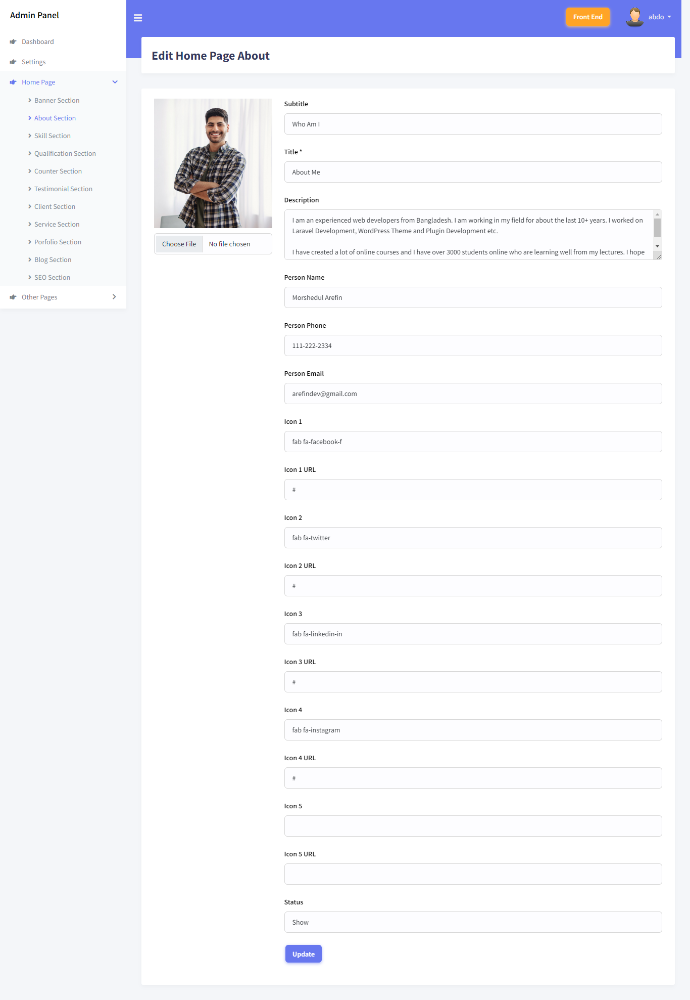 Admin Panel
Dashboard
Settings
Home Page
Banner Section
About Section
Skill Section
Qualification Section
Counter Section
Testimonial Section
Client Section
Service Section
Porfolio Section
Blog Section
SEO Section
Other Pages
Front End
abdo
Edit Home Page About
Choose File No file chosen
Subtitle
Who Am I
Title *
About Me
Description
I am an experienced web developers from Bangladesh. I am working in my field for about the last 10+ years. I worked on
Laravel Development, WordPress Theme and Plugin Development etc.
I have created a lot of online courses and I have over 3000 students online who are learning well from my lectures. I hope
Person Name
Morshedul Arefin
Person Phone
111-222-2334
Person Email
arefindev@gmail.com
Icon 1
fab fa-facebook-f
Icon 1 URL
#
Icon 2
fab fa-twitter
Icon 2 URL
#
Icon 3
fab fa-linkedin-in
Icon 3 URL
#
Icon 4
fab fa-instagram
Icon 4 URL
#
Icon 5
Icon 5 URL
Status
Show
Update